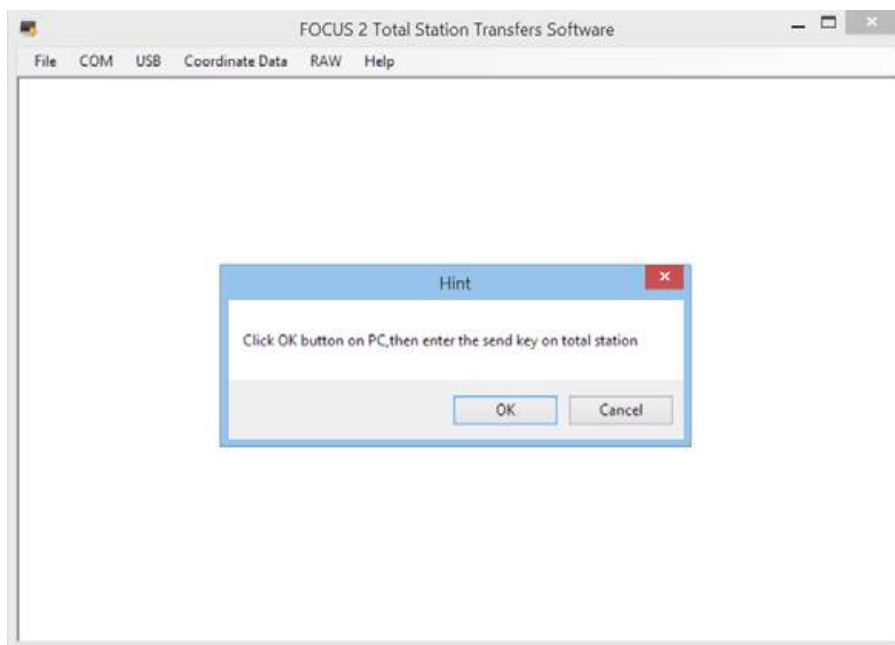 FOCUS 2 Total Station Transfers Software
File COM USB Coordinate Data RAW Help
Hint
Click OK button on PC,then enter the send key on total station
OK Cancel